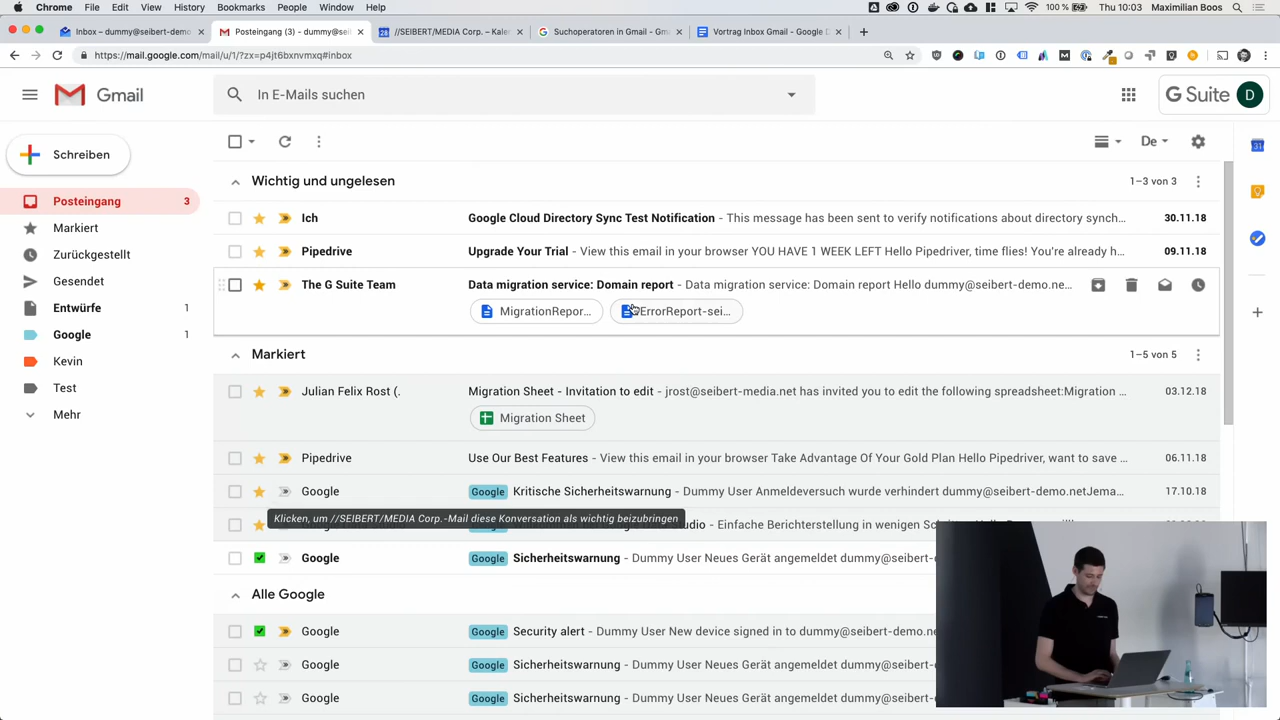 Chrome File Edit View History Bookmarks People Window Help 100 % Thu 10:03 Maximilian Boos
Inbox – dummy@seibert-demo
Posteingang (3) - dummy@sei
//SEIBERT/MEDIA Corp. – Kale
Suchoperatoren in Gmail - Gm
Vortrag Inbox Gmail - Google D
https://mail.google.com/mail/u/1/?zx=p4jt6bxnvmxq#inbox
Gmail
In E-Mails suchen
G Suite D
Schreiben
De
Posteingang 3
Markiert
Zurückgestellt
Gesendet
Entwürfe 1
Google 1
Kevin
Test
Mehr
Wichtig und ungelesen 1–3 von 3
Ich Google Cloud Directory Sync Test Notification - This message has been sent to verify notifications about directory synch… 30.11.18
Pipedrive Upgrade Your Trial - View this email in your browser YOU HAVE 1 WEEK LEFT Hello Pipedriver, time flies! You're already h… 09.11.18
The G Suite Team Data migration service: Domain report - Data migration service: Domain report Hello dummy@seibert-demo.ne…
MigrationRepor… ErrorReport-sei…
Markiert 1–5 von 5
Julian Felix Rost (. Migration Sheet - Invitation to edit - jrost@seibert-media.net has invited you to edit the following spreadsheet:Migration … 03.12.18
Migration Sheet
Pipedrive Use Our Best Features - View this email in your browser Take Advantage Of Your Gold Plan Hello Pipedriver, want to save … 06.11.18
Google Google Kritische Sicherheitswarnung - Dummy User Anmeldeversuch wurde verhindert dummy@seibert-demo.netJema… 17.10.18
Klicken, um //SEIBERT/MEDIA Corp.-Mail diese Konversation als wichtig beizubringen
- Einfache Berichterstellung in wenigen
Google Google Sicherheitswarnung - Dummy User Neues Gerät angemeldet dummy@seibert-d
Alle Google
Google Google Security alert - Dummy User New device signed in to dummy@seibert-demo.ne
Google Google Sicherheitswarnung - Dummy User Neues Gerät angemeldet dummy@seibert-d
Google Google Sicherheitswarnung - Dummy User Neues Gerät angemeldet dummy@seibert-d